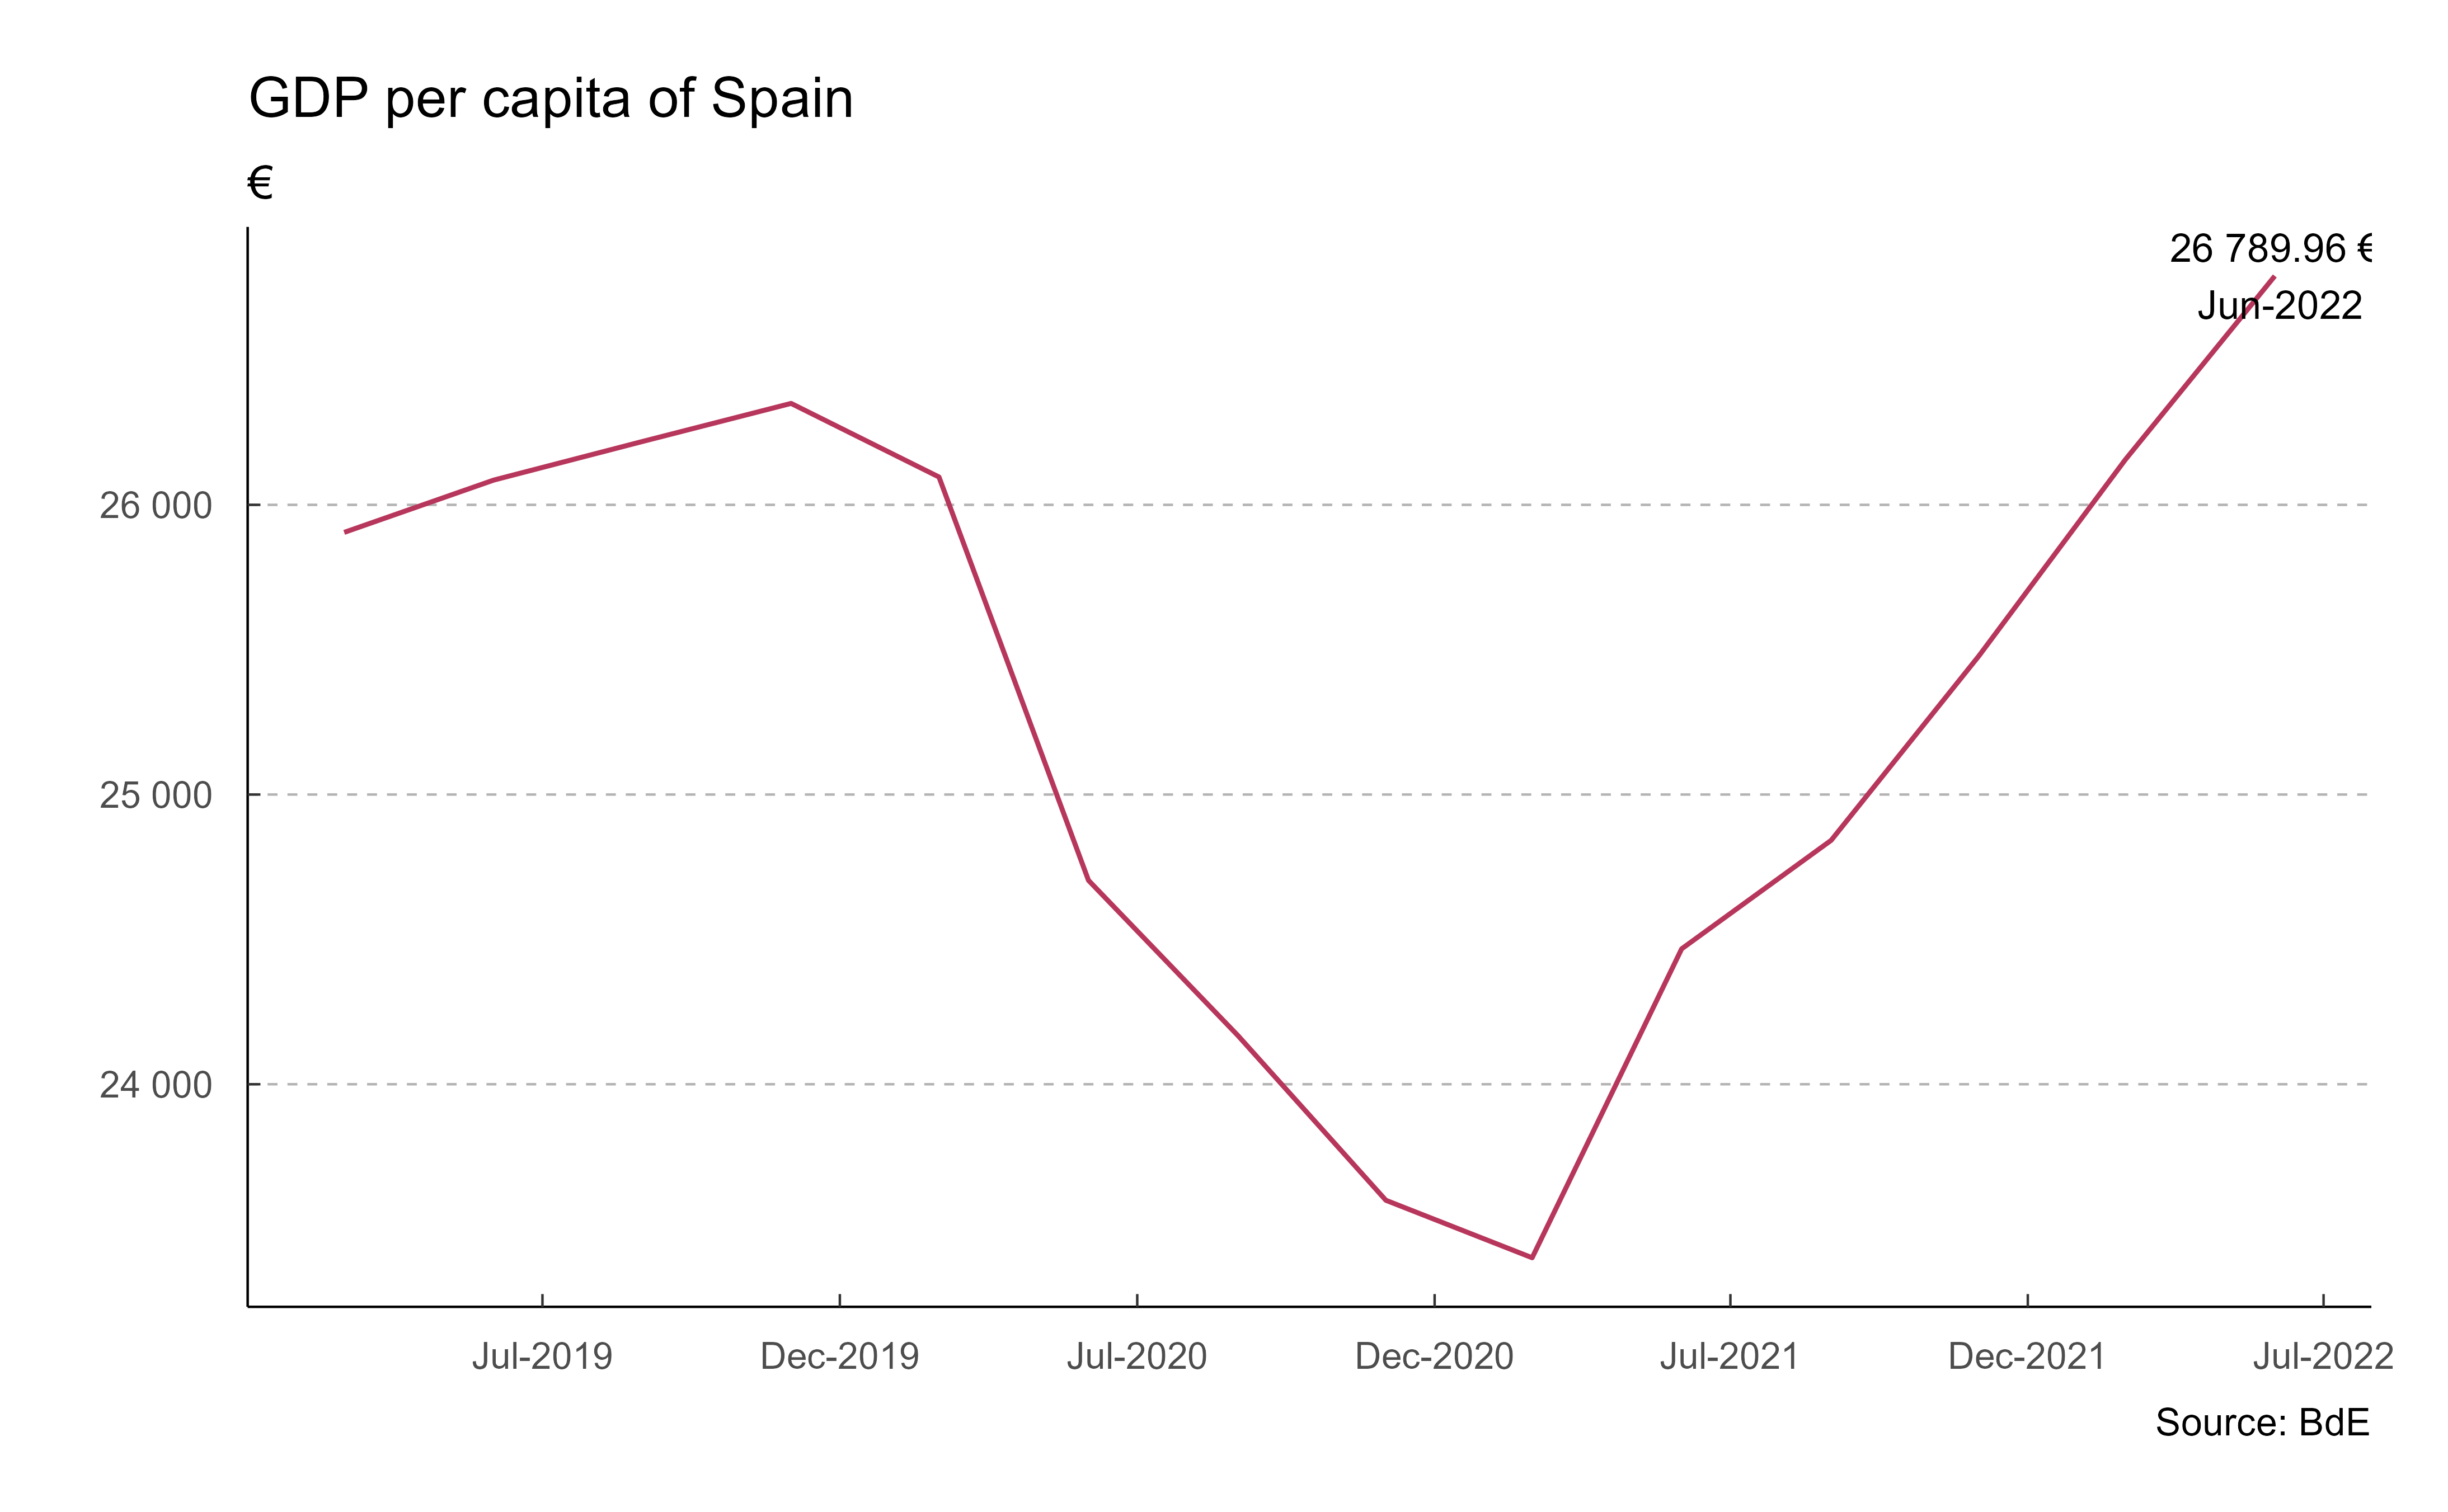 GDP per capita of Spain
€
26 789.96 €
Jun-2022
26 000
25 000
24 000
Jul-2019
Dec-2019
Jul-2020
Dec-2020
Jul-2021
Dec-2021
Jul-2022
Source: BdE